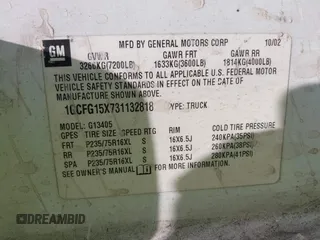 GM
MFD BY GENERAL MOTORS CORP 10/02
GVWR GAWR FRT GAWR RR
3266KG(7200LB) 1633KG(3600LB) 1814KG(4000LB)
THIS VEHICLE CONFORMS TO ALL APPLICABLE U.S. FEDERAL MOTOR
VEHICLE SAFETY STANDARDS IN EFFECT ON THE DATE OF
MANUFACTURE SHOWN ABOVE.
1GCFG15X731132818 TYPE: TRUCK
MODEL: G13405
GPES TIRE SIZE SPEED RTG RIM COLD TIRE PRESSURE
FRT P235/75R16XL S 16X6.5J 240KPA(35PSI)
RR P235/75R16XL S 16X6.5J 260KPA(38PSI)
SPA P235/75R16XL S 16X6.5J 280KPA(41PSI)
SEE OWNER'S MANUAL FOR ADDITIONAL INFORMATION.
DREAMBID